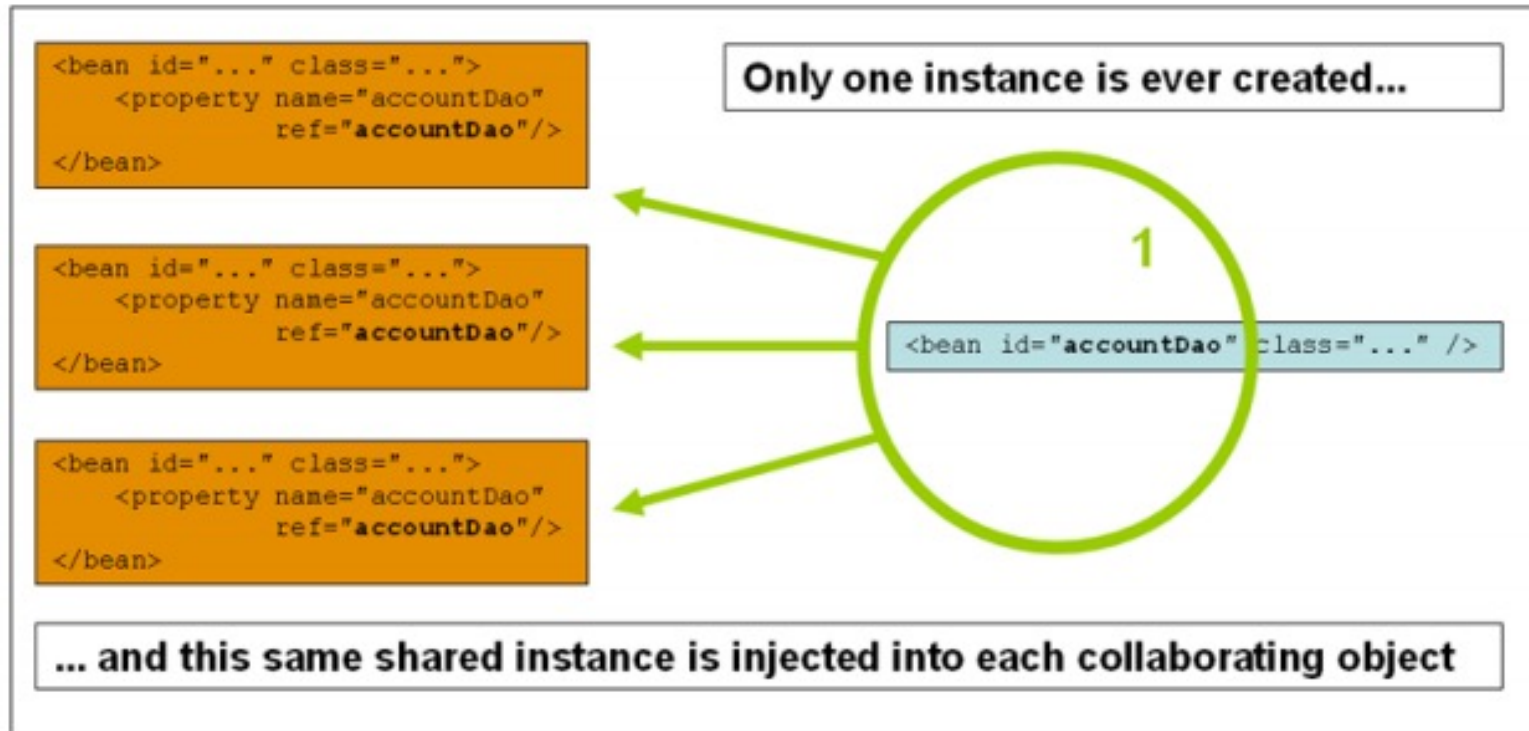 <bean id="..." class="...">
<property name="accountDao"
ref="accountDao"/>
</bean>
Only one instance is ever created...
<bean id="..." class="...">
<property name="accountDao"
ref="accountDao"/>
</bean>
1
<bean id="accountDao" class="..." />
<bean id="..." class="...">
<property name="accountDao"
ref="accountDao"/>
</bean>
... and this same shared instance is injected into each collaborating object